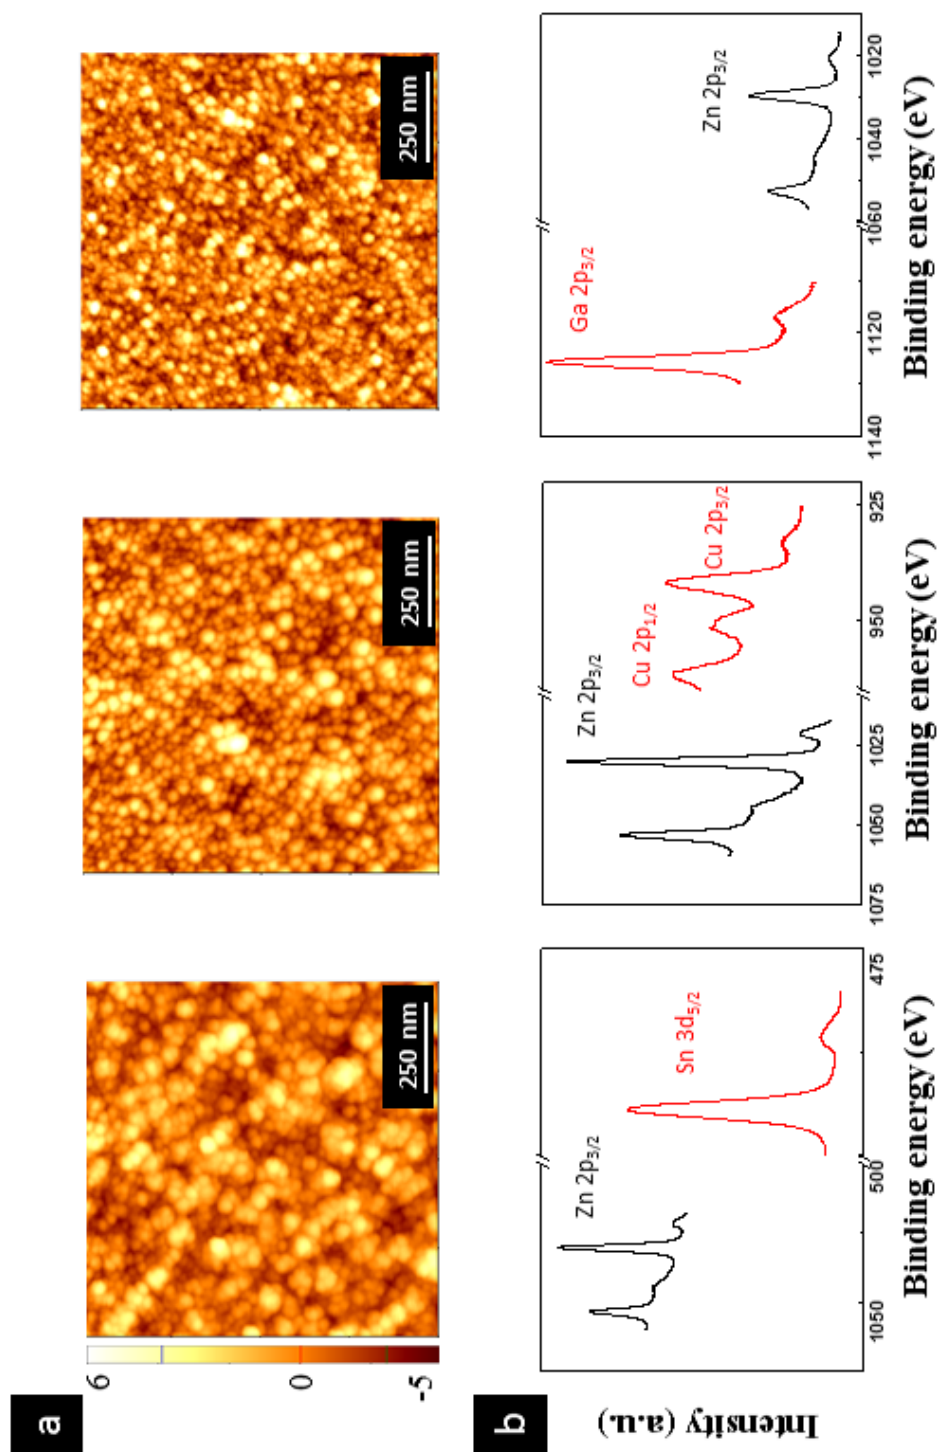 a
6
0
-5
250 nm
250 nm
250 nm
b
Intensity (a.u.)
Zn 2p3/2
Sn 3d5/2
1050
500
475
Binding energy (eV)
Zn 2p3/2
Cu 2p1/2
Cu 2p3/2
1075
1050
1025
950
925
Binding energy (eV)
Ga 2p3/2
Zn 2p3/2
1140
1120
1060
1040
1020
Binding energy (eV)